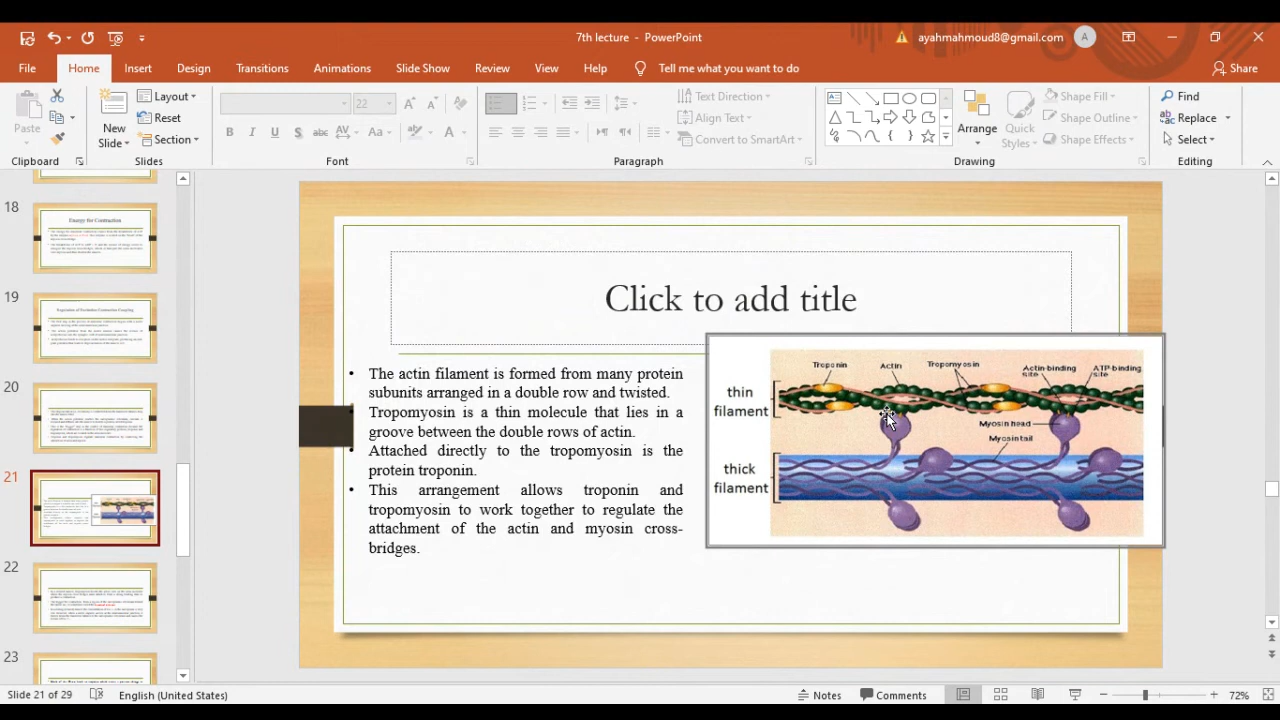 7th lecture - PowerPoint
ayahmahmoud8@gmail.com A
File Home Insert Design Transitions Animations Slide Show Review View Help Tell me what you want to do Share
Paste
New Slide
Layout
Reset
Section
22
Text Direction
Align Text
Convert to SmartArt
Arrange
Quick Styles
Shape Fill
Shape Outline
Shape Effects
Find
Replace
Select
Clipboard Slides Font Paragraph Drawing Editing
18
Energy for Contraction
19
20
21
22
23
Click to add title
• The actin filament is formed from many protein
subunits arranged in a double row and twisted.
• Tropomyosin is a thin molecule that lies in a
groove between the double rows of actin.
• Attached directly to the tropomyosin is the
protein troponin.
• This arrangement allows troponin and
tropomyosin to work together to regulate the
attachment of the actin and myosin cross-
bridges.
Troponin Actin Tropomyosin Actin-binding site ATP-binding site
thin filament
Myosin head
Myosin tail
thick filament
Slide 21 of 29 English (United States) Notes Comments 72%